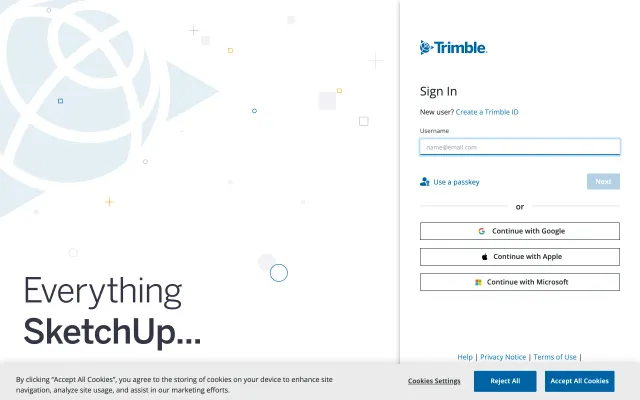 Trimble.
Sign In
New user? Create a Trimble ID
Username
name@email.com
Use a passkey
Next
or
Continue with Google
Continue with Apple
Continue with Microsoft
Everything
SketchUp...
Help | Privacy Notice | Terms of Use |
By clicking “Accept All Cookies”, you agree to the storing of cookies on your device to enhance site
navigation, analyze site usage, and assist in our marketing efforts.
Cookies Settings
Reject All
Accept All Cookies